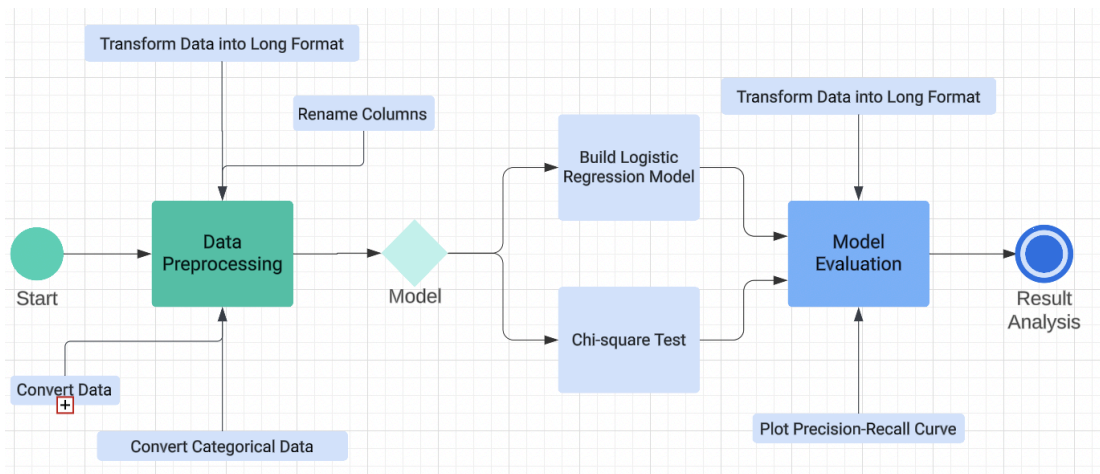 Transform Data into Long Format
Rename Columns
Transform Data into Long Format
Build Logistic
Regression Model
Data
Preprocessing
Model
Evaluation
Start
Model
Result
Analysis
Chi-square Test
Convert Data
Convert Categorical Data
Plot Precision-Recall Curve